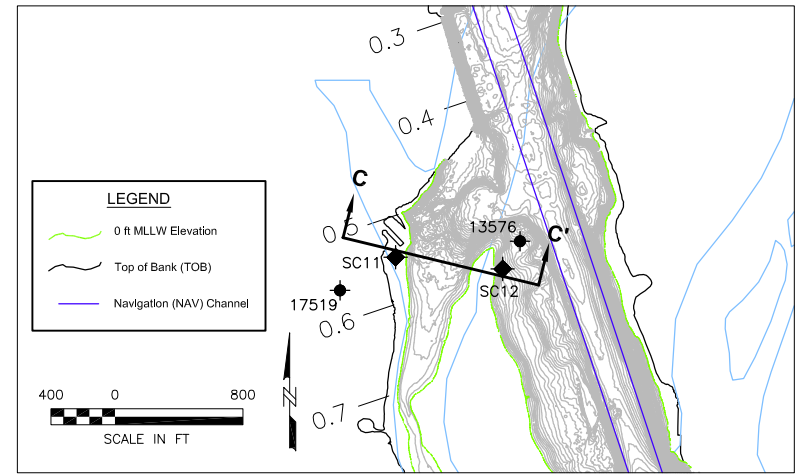 0.3
0.4
C
0.5
13576
C'
SC11
SC12
17519
0.6
0.7
LEGEND
0 ft MLLW Elevation
Top of Bank (TOB)
Navigation (NAV) Channel
400 0 800
SCALE IN FT
N